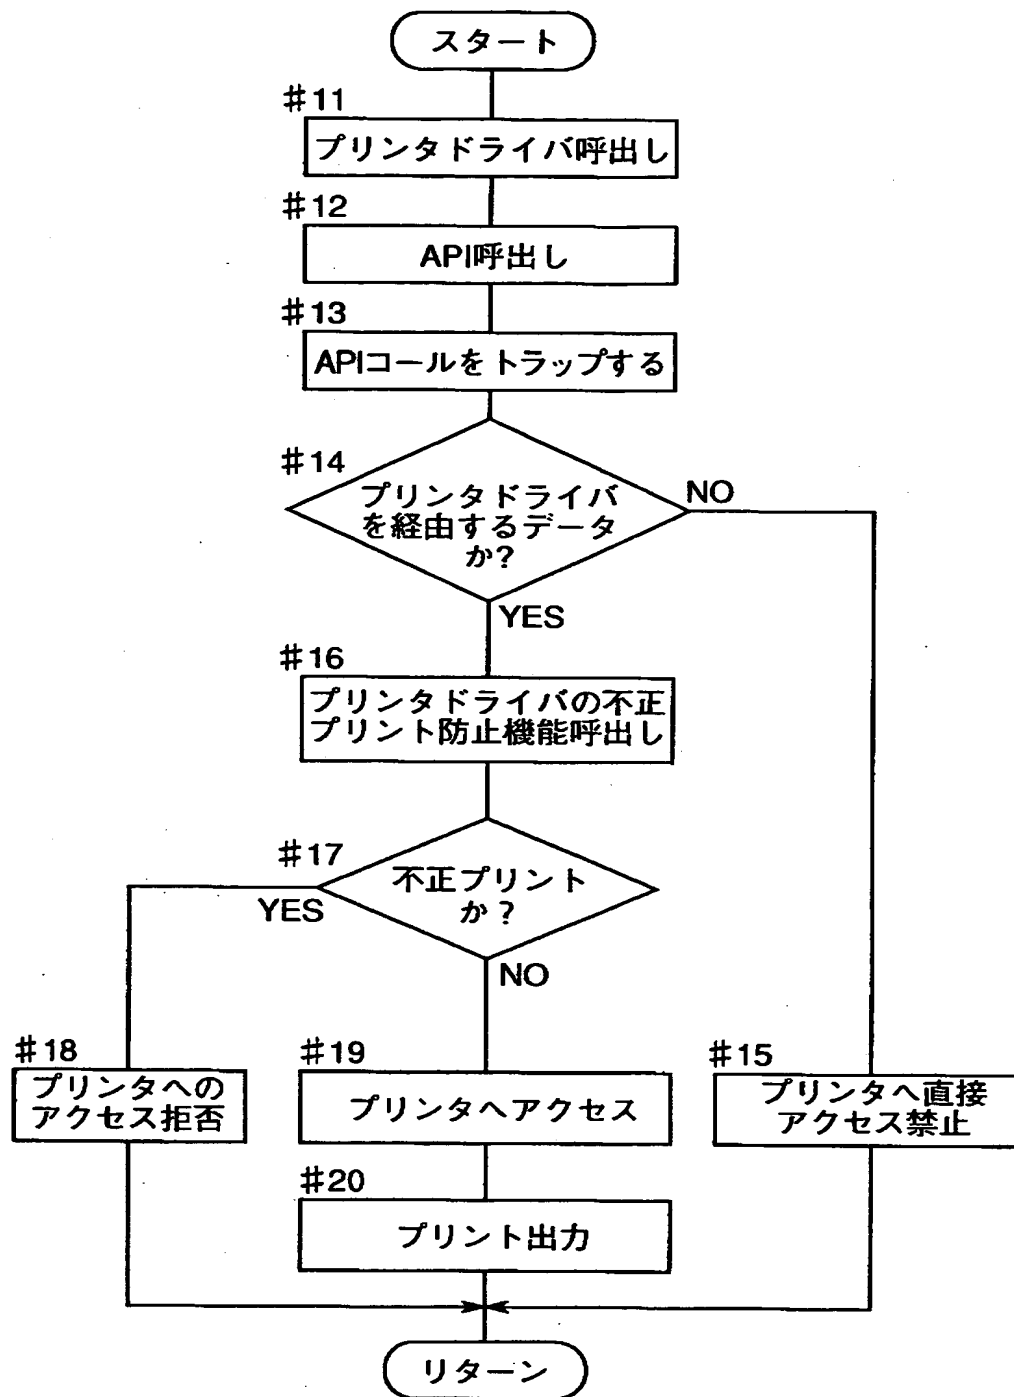 スタート
#11
プリンタドライバ呼出し
#12
API呼出し
#13
APIコールをトラップする
#14
プリンタドライバ
を経由するデータ
か?
NO
YES
#16
プリンタドライバの不正
プリント防止機能呼出し
#17
不正プリント
か?
YES
NO
#18
プリンタへの
アクセス拒否
#19
プリンタへアクセス
#15
プリンタへ直接
アクセス禁止
#20
プリント出力
リターン